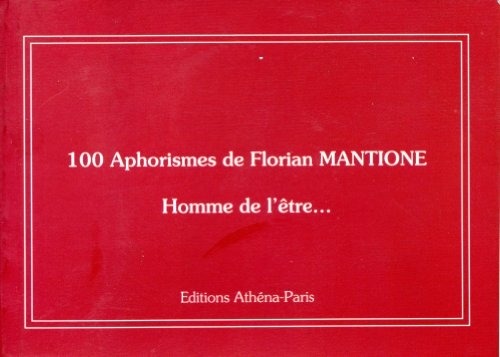 100 Aphorismes de Florian MANTIONE
Homme de l'être...
Editions Athéna-Paris